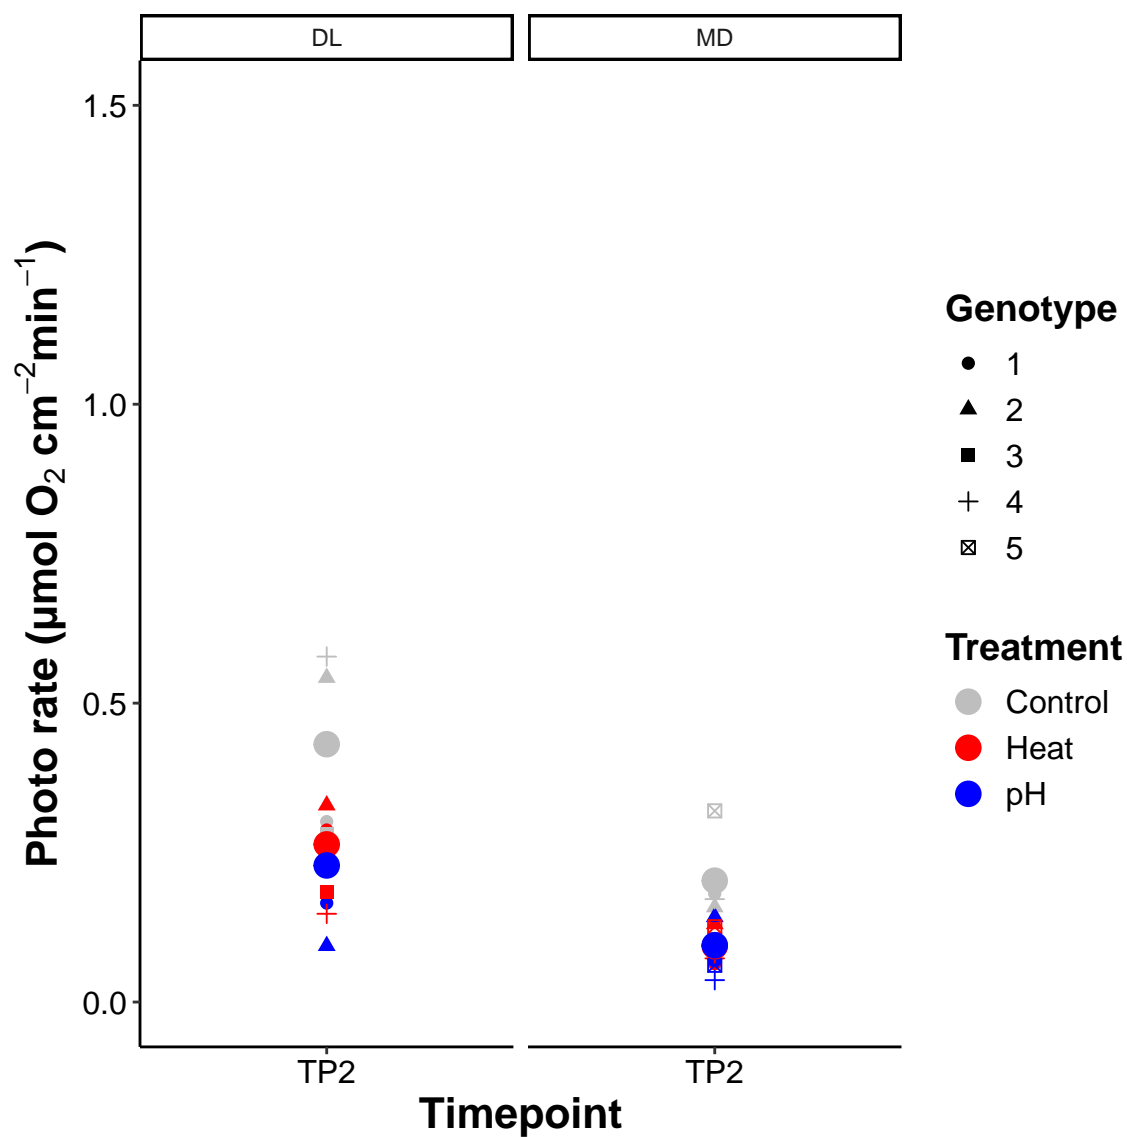 DL MD
1.5
1.0
0.5
0.0
Photo rate (µmol O₂ cm⁻²min⁻¹)
TP2 TP2
Timepoint
Genotype
1
2
3
4
5
Treatment
Control
Heat
pH